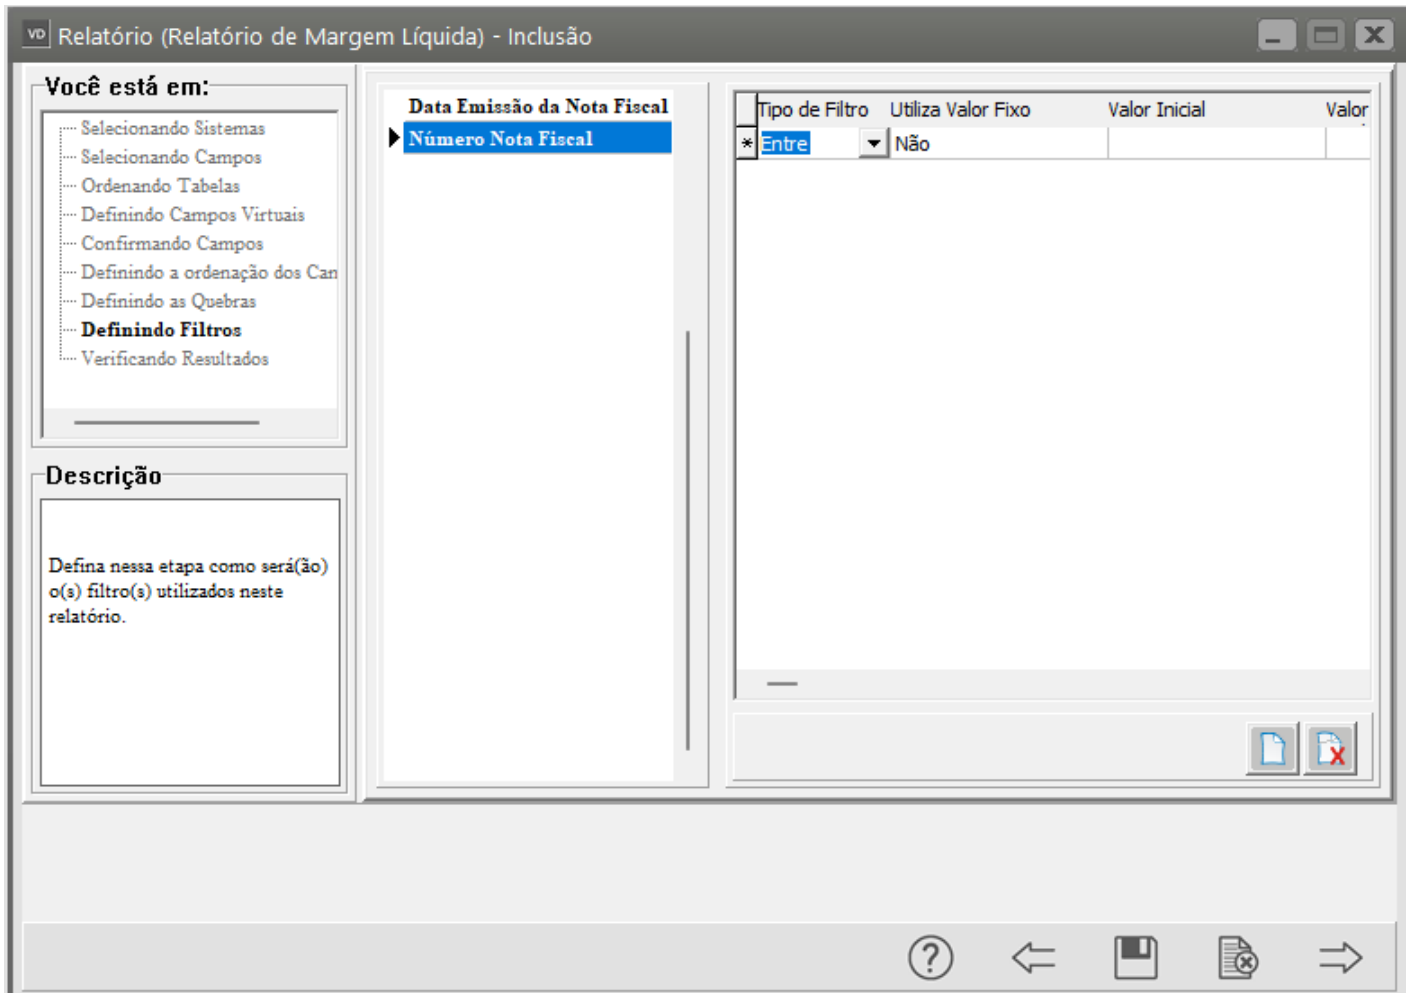 VD Relatório (Relatório de Margem Líquida) - Inclusão
Você está em:
Selecionando Sistemas
Selecionando Campos
Ordenando Tabelas
Definindo Campos Virtuais
Confirmando Campos
Definindo a ordenação dos Can
Definindo as Quebras
Definindo Filtros
Verificando Resultados
Descrição
Defina nessa etapa como será(ão)
o(s) filtro(s) utilizados neste
relatório.
Data Emissão da Nota Fiscal
Número Nota Fiscal
Tipo de Filtro Utiliza Valor Fixo Valor Inicial Valor
* Entre Não